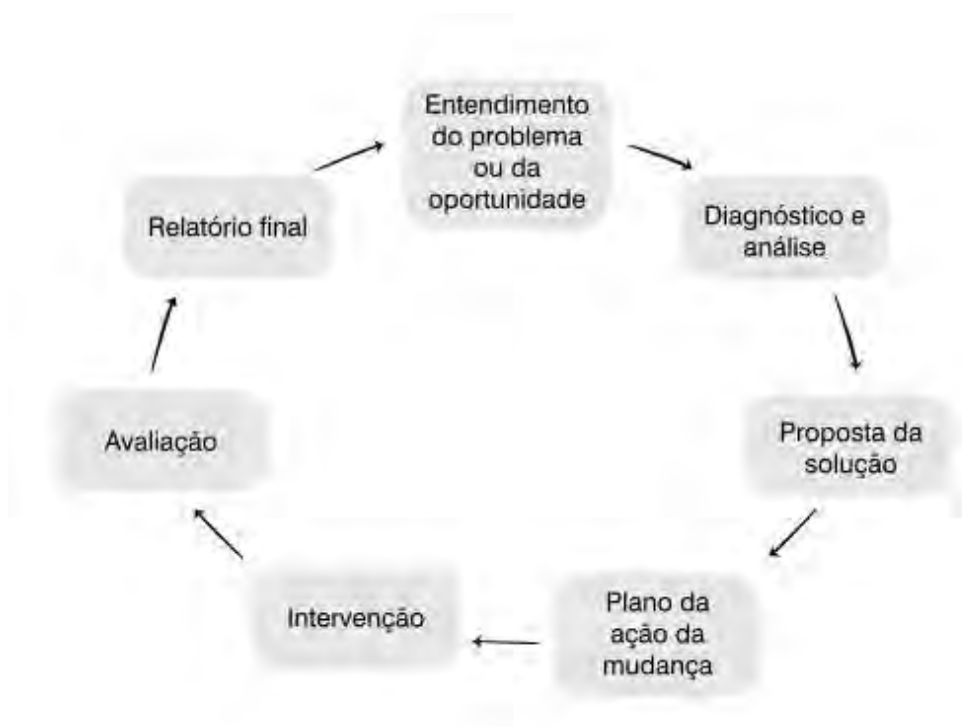 Entendimento
do problema
ou da
oportunidade
Diagnóstico e
análise
Proposta da
solução
Plano da
ação da
mudança
Intervenção
Avaliação
Relatório final